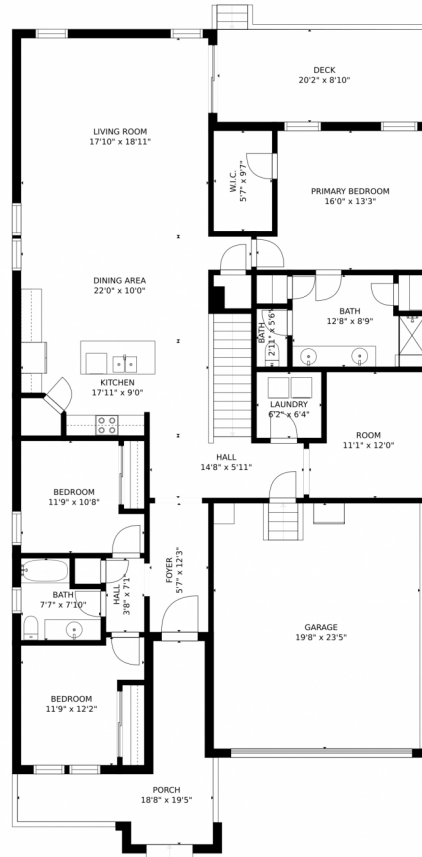 DECK
20'2" x 8'10"
LIVING ROOM
17'10" x 18'11"
W.I.C.
5'7" x 9'7"
PRIMARY BEDROOM
16'0" x 13'3"
DINING AREA
22'0" x 10'0"
BATH
12'8" x 8'9"
BATH
2'11" x 5'6"
KITCHEN
17'11" x 9'0"
LAUNDRY
6'2" x 6'4"
ROOM
11'1" x 12'0"
HALL
14'8" x 5'11"
BEDROOM
11'9" x 10'8"
FOYER
5'7" x 12'3"
BATH
7'7" x 7'10"
HALL
3'8" x 7'1"
GARAGE
19'8" x 23'5"
BEDROOM
11'9" x 12'2"
PORCH
18'8" x 19'5"